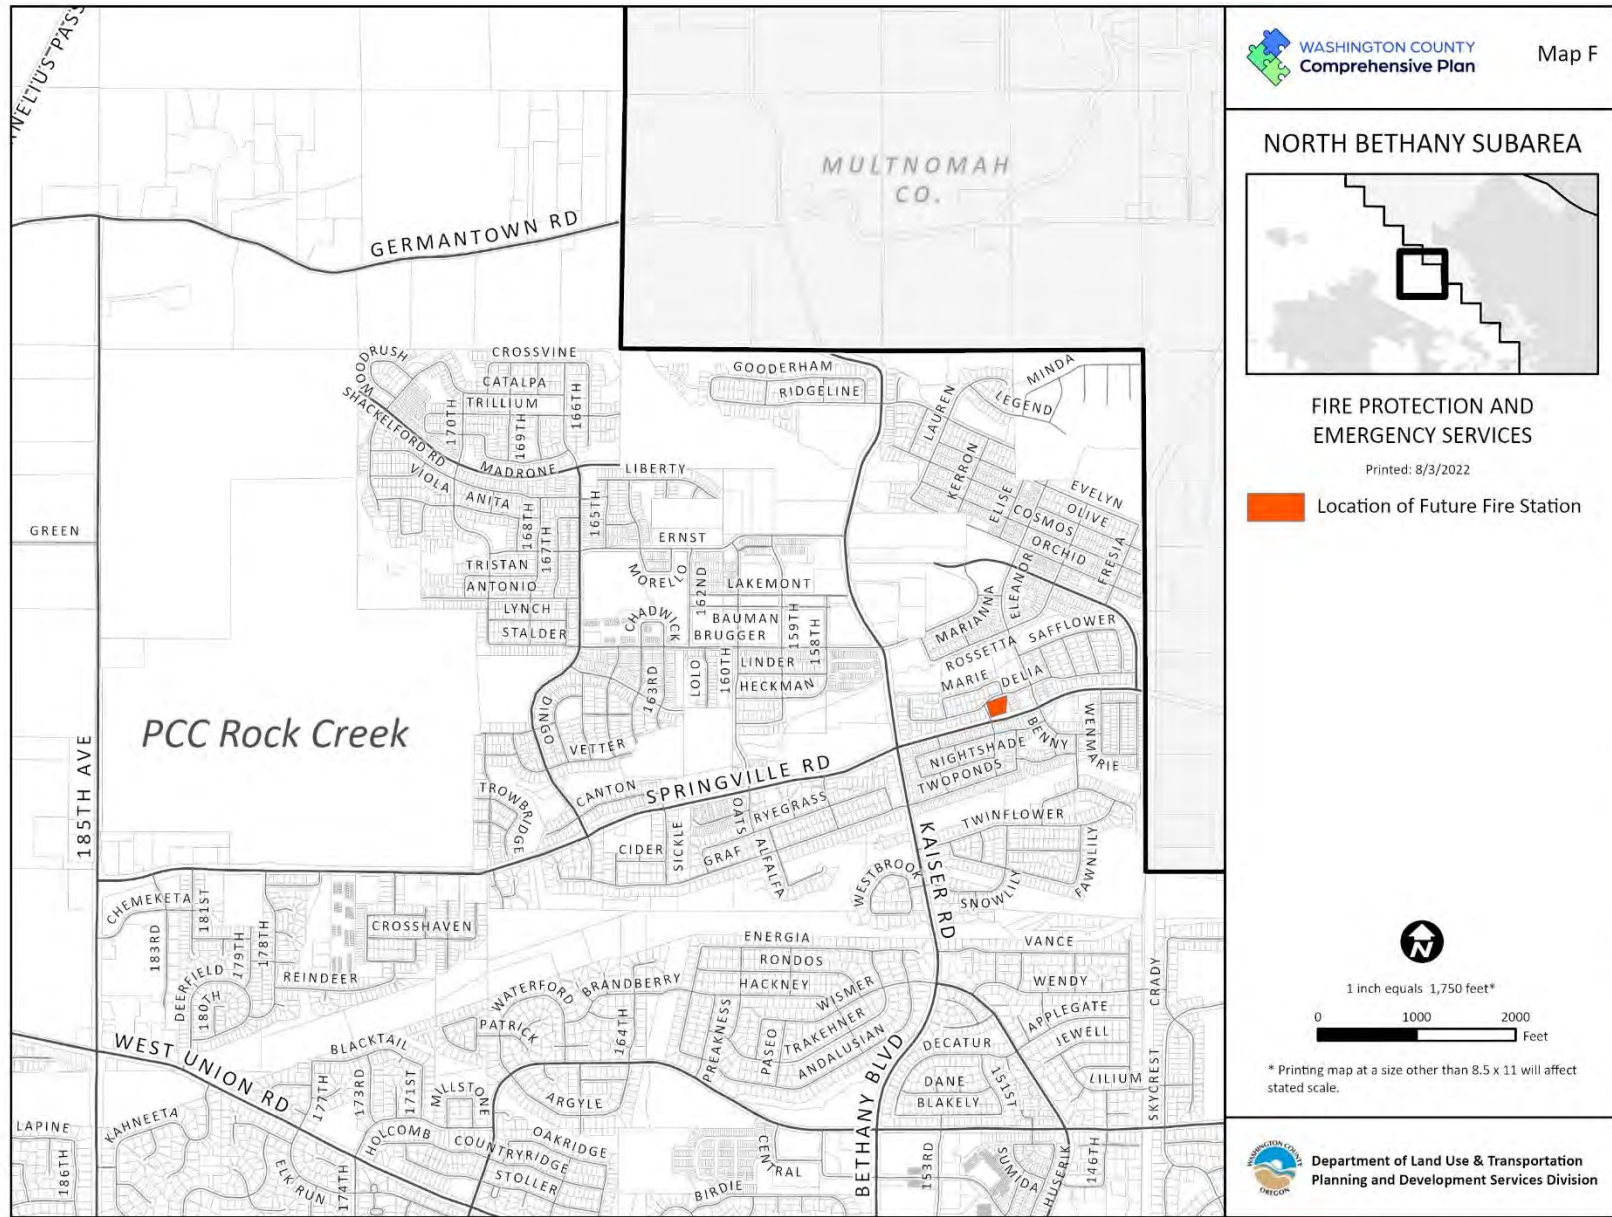 NELIUS PASS
MULTNOMAH
CO.
GERMANTOWN RD
WOODRUSH
CROSSVINE
CATALPA
TRILLIUM
170TH
169TH
166TH
SHACKELFORD RD
MADRONE
VIOLA
ANITA
LIBERTY
GOODERHAM
RIDGELINE
MINDA
LEGEND
LAUREN
KERRON
ELISE
EVELYN
OLIVE
COSMOS
ORCHID
FRESIA
GREEN
168TH
167TH
165TH
ERNST
TRISTAN
ANTONIO
MORELLO
162ND
LAKEMONT
LYNCH
STALDER
CHADWICK
BAUMAN
BRUGGER
159TH
158TH
MARIANNA
ELEANOR
ROSSETTA
SAFFLOWER
LINDER
HECKMAN
LOLO
160TH
163RD
MARIE
DELIA
DINGO
VETTER
PCC Rock Creek
185TH AVE
BENNY
WENMARIE
NIGHTSHADE
TWOPONDS
SPRINGVILLE RD
CANTON
TROWBRIDGE
OATS
RYEGRASS
TWINFLOWER
CIDER
SICKLE
GRAF
ALFALFA
KAISER RD
WESTBROOK
SNOWLILY
FAWNLILY
CHEMEKETA
181ST
183RD
179TH
178TH
CROSSHAVEN
DEERFIELD
180TH
REINDEER
ENERGIA
RONDOS
HACKNEY
VANCE
WENDY
CRADY
WATERFORD
BRANDBERRY
WISMER
APPLEGATE
JEWELL
PATRICK
164TH
PREAKNESS
PASEO
TRAKEHNER
ANDALUSIAN
DECATUR
WEST UNION RD
BLACKTAIL
177TH
173RD
171ST
MILLSTONE
ARGYLE
DANE
BLAKELY
151ST
LILIUM
SKYCREST
LAPINE
KAHNEETA
HOLCOMB
COUNTRYRIDGE
OAKRIDGE
STOLLER
186TH
ELK RUN
174TH
CENTRAL
BIRDIE
BETHANY BLVD
153RD
SUMIDA
HUSERIK
146TH
WASHINGTON COUNTY
Comprehensive Plan
Map F
NORTH BETHANY SUBAREA
FIRE PROTECTION AND
EMERGENCY SERVICES
Printed: 8/3/2022
Location of Future Fire Station
N
1 inch equals 1,750 feet*
0 1000 2000
Feet
* Printing map at a size other than 8.5 x 11 will affect
stated scale.
WASHINGTON COUNTY
OREGON
Department of Land Use & Transportation
Planning and Development Services Division